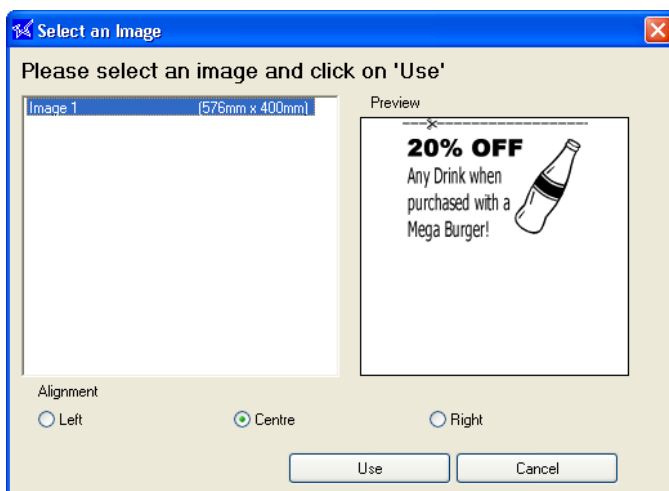 Select an Image
Please select an image and click on 'Use'
Image 1 (576mm x 400mm)
Preview
20% OFF
Any Drink when
purchased with a
Mega Burger!
Alignment
Left Centre Right
Use Cancel